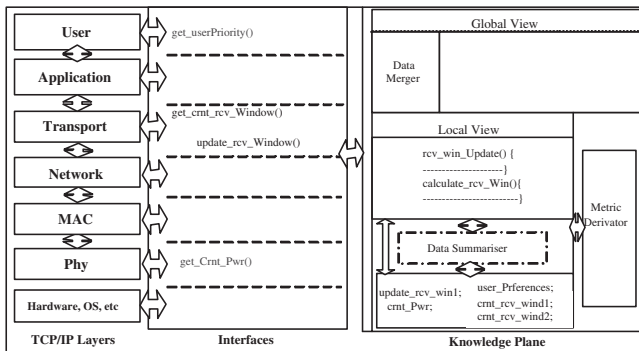 User
Application
Transport
Network
MAC
Phy
Hardware, OS, etc
TCP/IP Layers
get_userPriority()
get_crnt_rcv_Window()
update_rcv_Window()
get_Crnt_Pwr()
Interfaces
Global View
Data
Merger
Local View
rcv_win_Update() {
---------------------}
calculate_rcv_Win(){
------------------------}
Metric
Derivator
Data Summariser
update_rcv_win1;
crnt_Pwr;
user_Prferences;
crnt_rcv_wind1;
crnt_rcv_wind2;
Knowledge Plane